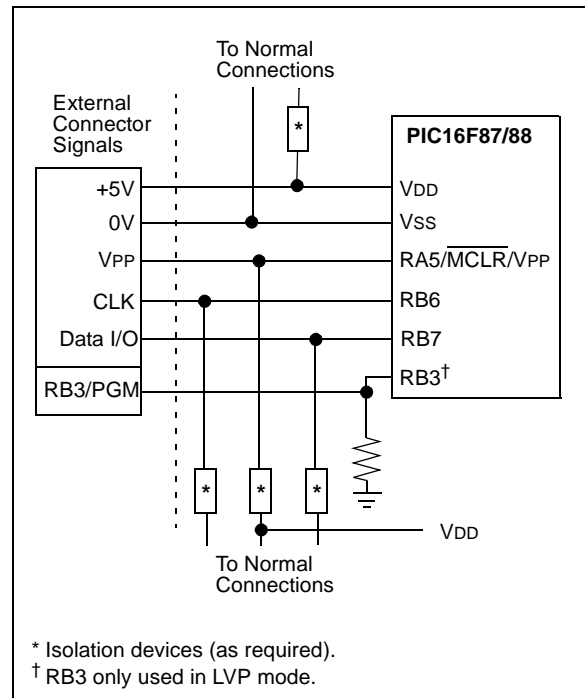 To Normal
Connections
External
Connector
Signals
*
PIC16F87/88
+5V
VDD
0V
VSS
VPP
RA5/MCLR/VPP
CLK
RB6
Data I/O
RB7
RB3†
RB3/PGM
* * *
VDD
To Normal
Connections
* Isolation devices (as required).
† RB3 only used in LVP mode.